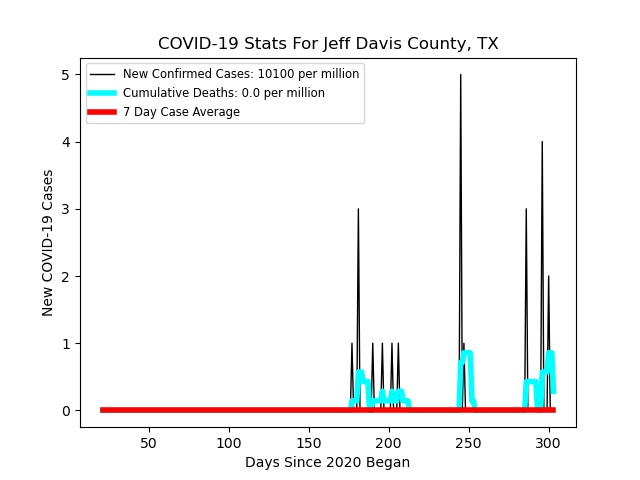 COVID-19 Stats For Jeff Davis County, TX
New Confirmed Cases: 10100 per million
Cumulative Deaths: 0.0 per million
7 Day Case Average
New COVID-19 Cases
5
4
3
2
1
0
50 100 150 200 250 300
Days Since 2020 Began